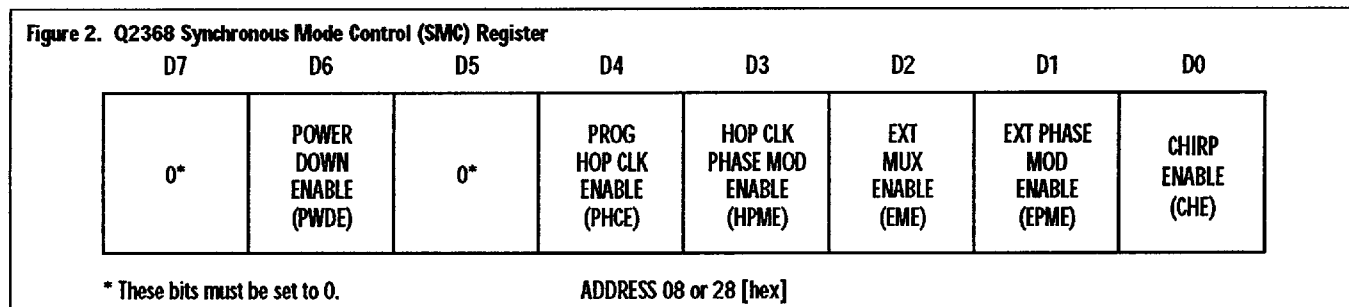 Figure 2. Q2368 Synchronous Mode Control (SMC) Register
D7 D6 D5 D4 D3 D2 D1 D0
0*
POWER
DOWN
ENABLE
(PWDE)
0*
PROG
HOP CLK
ENABLE
(PHCE)
HOP CLK
PHASE MOD
ENABLE
(HPME)
EXT
MUX
ENABLE
(EME)
EXT PHASE
MOD
ENABLE
(EPME)
CHIRP
ENABLE
(CHE)
* These bits must be set to 0. ADDRESS 08 or 28 [hex]